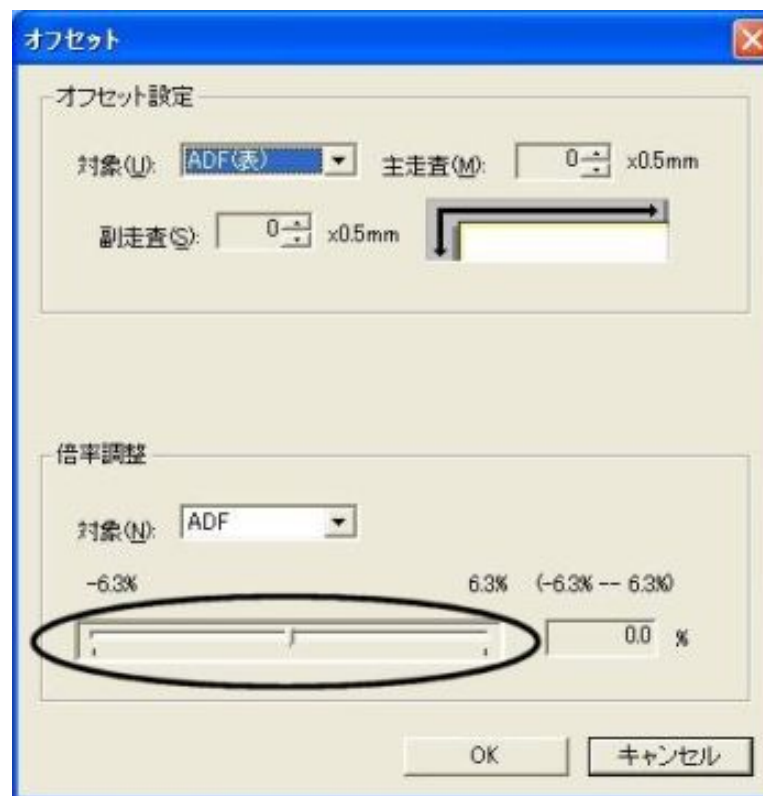 オフセット
オフセット設定
対象(U): ADF(表) 主走査(M): 0 x0.5mm
副走査(S): 0 x0.5mm
倍率調整
対象(N): ADF
-6.3% 6.3% (-6.3% -- 6.3%)
0.0 %
OK キャンセル